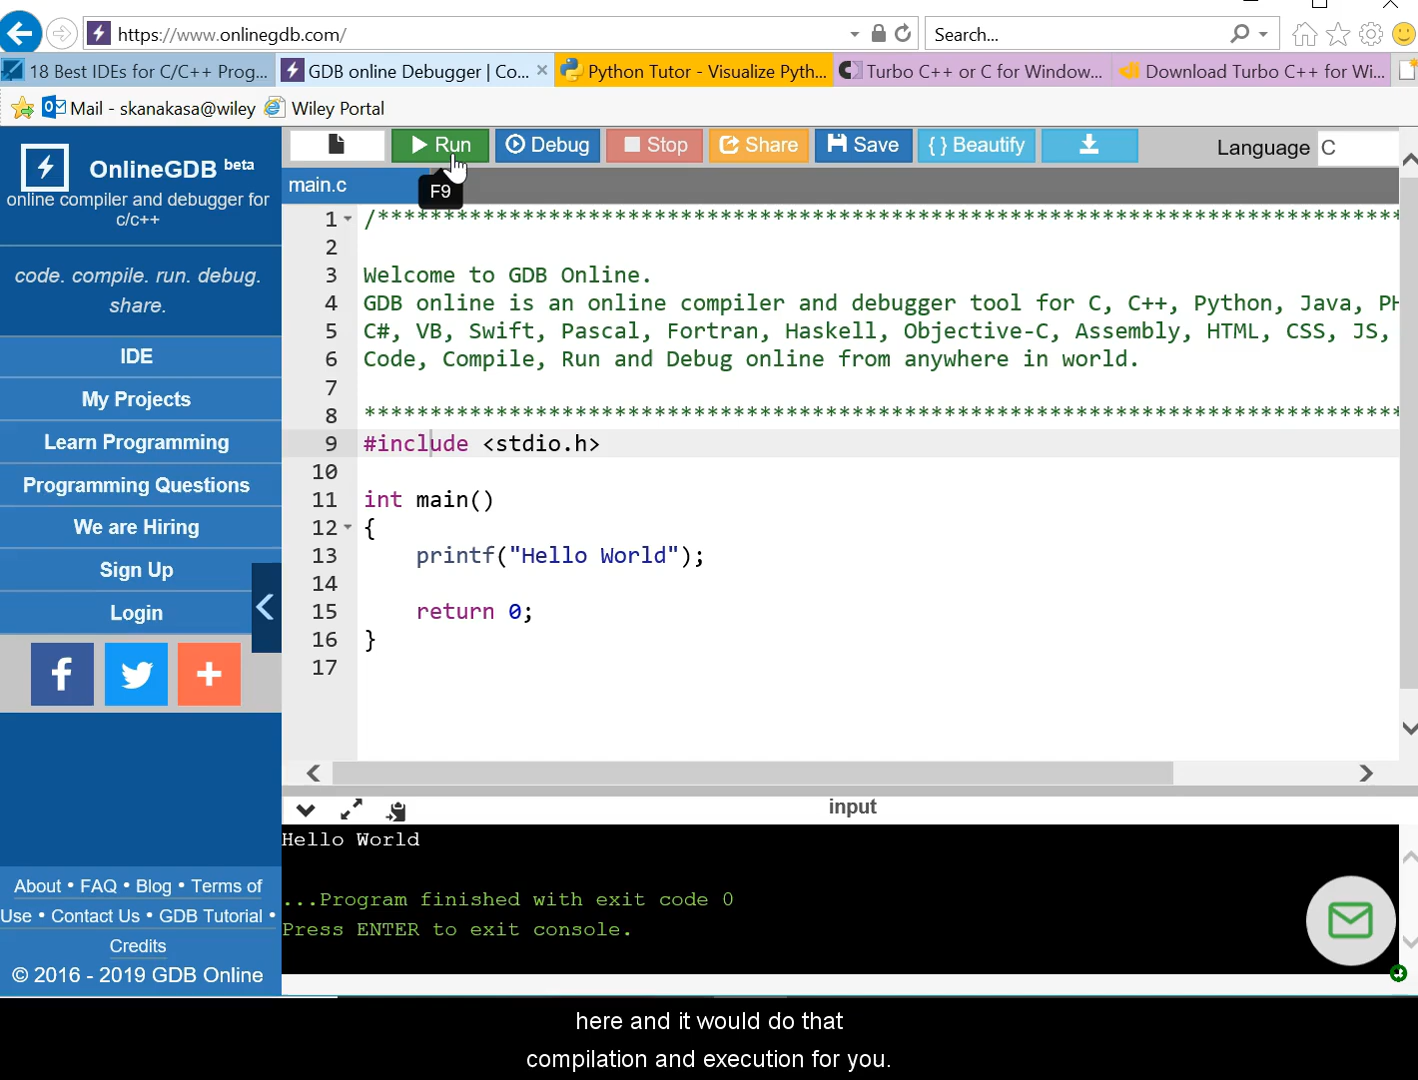 https://www.onlinegdb.com/
Search...
18 Best IDEs for C/C++ Prog...
GDB online Debugger | Co...
Python Tutor - Visualize Pyth...
Turbo C++ or C for Window...
Download Turbo C++ for Wi...
Mail - skanakasa@wiley
Wiley Portal
OnlineGDB beta
online compiler and debugger for
c/c++
code. compile. run. debug.
share.
IDE
My Projects
Learn Programming
Programming Questions
We are Hiring
Sign Up
Login
About • FAQ • Blog • Terms of
Use • Contact Us • GDB Tutorial •
Credits
© 2016 - 2019 GDB Online
Run
Debug
Stop
Share
Save
{ } Beautify
Language C
F9
main.c
1 /******************************************************************************
2
3 Welcome to GDB Online.
4 GDB online is an online compiler and debugger tool for C, C++, Python, Java, PH
5 C#, VB, Swift, Pascal, Fortran, Haskell, Objective-C, Assembly, HTML, CSS, JS,
6 Code, Compile, Run and Debug online from anywhere in world.
7
8 *******************************************************************************
9 #include <stdio.h>
10
11 int main()
12 {
13 printf("Hello World");
14
15 return 0;
16 }
17
input
Hello World
...Program finished with exit code 0
Press ENTER to exit console.
here and it would do that
compilation and execution for you.